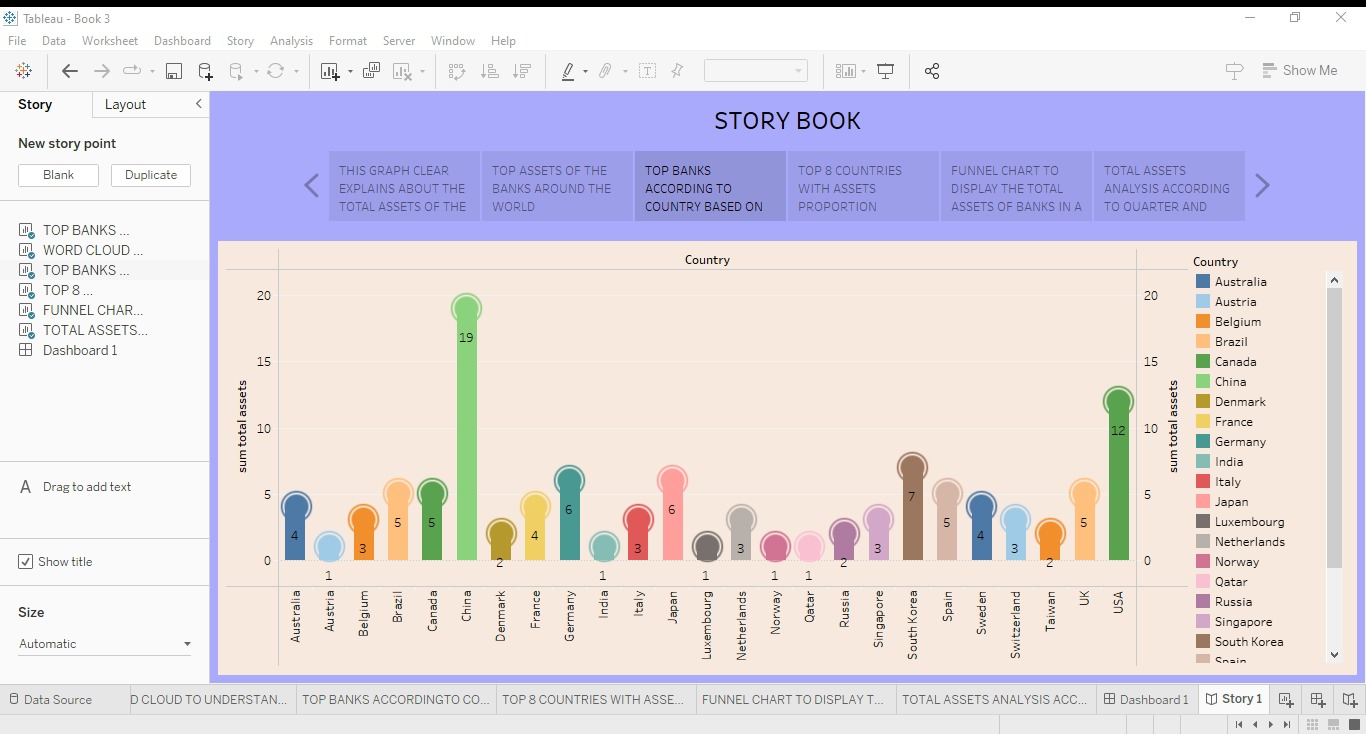 Tableau - Book 3
File Data Worksheet Dashboard Story Analysis Format Server Window Help
Show Me
Story Layout
New story point
Blank Duplicate
TOP BANKS ...
WORD CLOUD ...
TOP BANKS ...
TOP 8 ...
FUNNEL CHAR...
TOTAL ASSETS...
Dashboard 1
A Drag to add text
Show title
Size
Automatic
STORY BOOK
THIS GRAPH CLEAR
EXPLAINS ABOUT THE
TOTAL ASSETS OF THE
TOP ASSETS OF THE
BANKS AROUND THE
WORLD
TOP BANKS
ACCORDING TO
COUNTRY BASED ON
TOP 8 COUNTRIES
WITH ASSETS
PROPORTION
FUNNEL CHART TO
DISPLAY THE TOTAL
ASSETS OF BANKS IN A
TOTAL ASSETS
ANALYSIS ACCORDING
TO QUARTER AND
Country
sum total assets
20
15
10
5
0
4 1 3 5 5 19 2 4 6 1 3 6 1 3 1 1 2 3 7 5 4 3 2 5 12
Australia
Austria
Belgium
Brazil
Canada
China
Denmark
France
Germany
India
Italy
Japan
Luxembourg
Netherlands
Norway
Qatar
Russia
Singapore
South Korea
Spain
Sweden
Switzerland
Taiwan
UK
USA
20
15
10
5
0
sum total assets
Country
Australia
Austria
Belgium
Brazil
Canada
China
Denmark
France
Germany
India
Italy
Japan
Luxembourg
Netherlands
Norway
Qatar
Russia
Singapore
South Korea
Spain
Data Source D CLOUD TO UNDERSTAN... TOP BANKS ACCORDINGTO CO... TOP 8 COUNTRIES WITH ASSE... FUNNEL CHART TO DISPLAY T... TOTAL ASSETS ANALYSIS ACC... Dashboard 1 Story 1